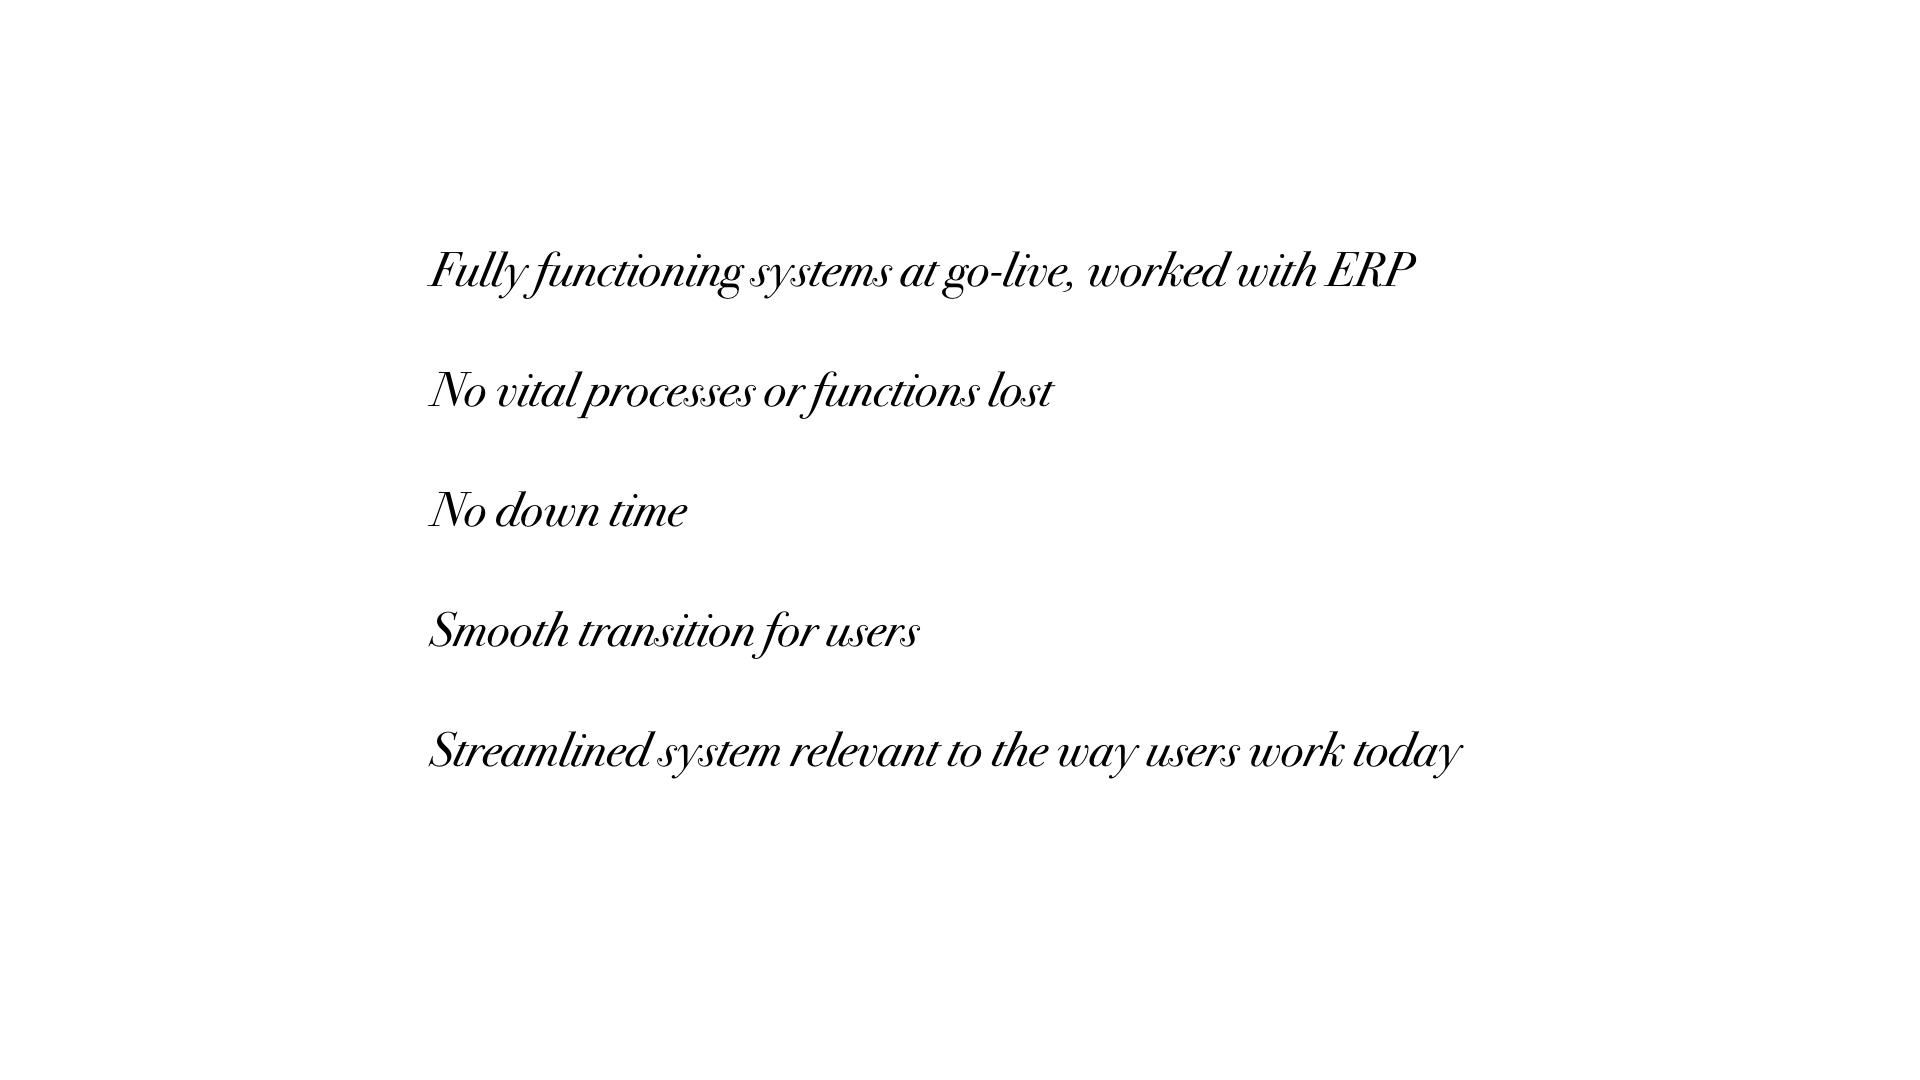 Fully functioning systems at go-live, worked with ERP
No vital processes or functions lost
No down time
Smooth transition for users
Streamlined system relevant to the way users work today